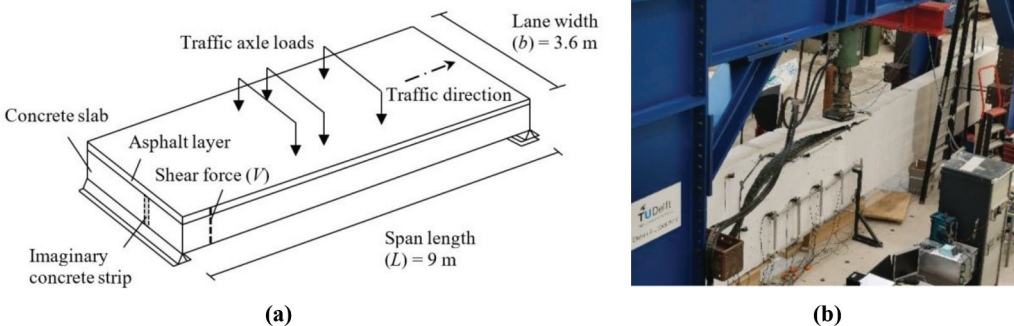 Lane width
(b) = 3.6 m
Traffic axle loads
Traffic direction
Concrete slab
Asphalt layer
Shear force (V)
Imaginary
concrete strip
Span length
(L) = 9 m
TUDelft
(a)
(b)